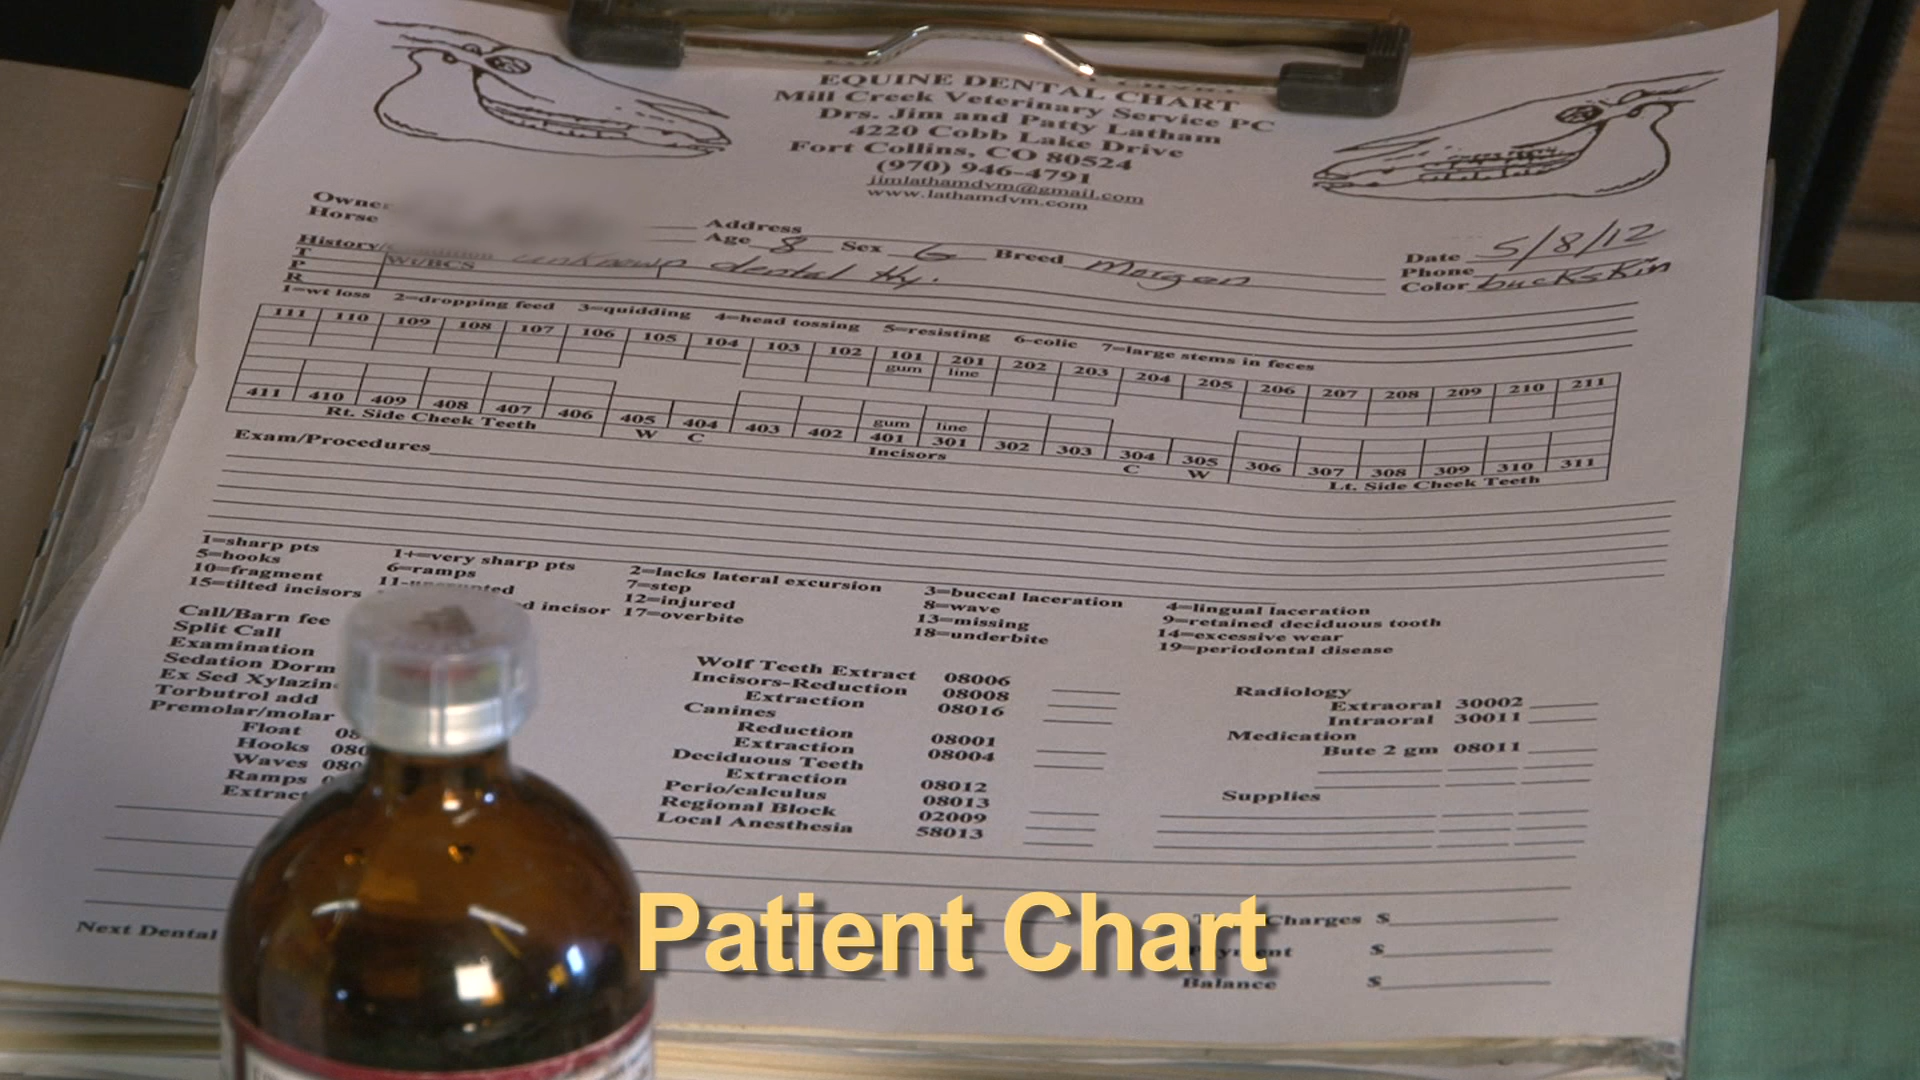 EQUINE DENTAL CHART
Mill Creek Veterinary Service PC
Drs. Jim and Patty Latham
4220 Cobb Lake Drive
Fort Collins, CO 80524
(970) 946-4791
jimlathamdvm@gmail.com
www.lathamdvm.com
Owner Address Date 5/8/12
Horse Age 8 Sex G Breed Morgan Phone
History unknown dental Hy. Color buckskin
T Wt/BCS
P
R
1=wt loss 2=dropping feed 3=quidding 4=head tossing 5=resisting 6-colic 7=large stems in feces
111 110 109 108 107 106 105 104 103 102 101 201 202 203 204 205 206 207 208 209 210 211
gum line
gum line
411 410 409 408 407 406 405 404 403 402 401 301 302 303 304 305 306 307 308 309 310 311
Rt. Side Cheek Teeth W C Incisors C W Lt. Side Cheek Teeth
Exam/Procedures
1=sharp pts 1+=very sharp pts 2=lacks lateral excursion 3=buccal laceration 4=lingual laceration
5=hooks 6=ramps 7=step 8=wave 9=retained deciduous tooth
10=fragment 12=injured 13=missing 14=excessive wear
15=tilted incisors incisor 17=overbite 18=underbite 19=periodontal disease
Call/Barn fee
Split Call
Examination
Sedation Dorm
Ex Sed Xylazin
Torbutrol add
Premolar/molar
Float 08
Hooks 080
Waves 080
Ramps
Extract
Wolf Teeth Extract 08006
Incisors-Reduction 08008
Extraction 08016
Canines
Reduction 08001
Extraction 08004
Deciduous Teeth
Extraction 08012
Perio/calculus 08013
Regional Block 02009
Local Anesthesia 58013
Radiology
Extraoral 30002
Intraoral 30011
Medication
Bute 2 gm 08011
Supplies
Next Dental
Charges $
Payment $
Balance $
Patient Chart